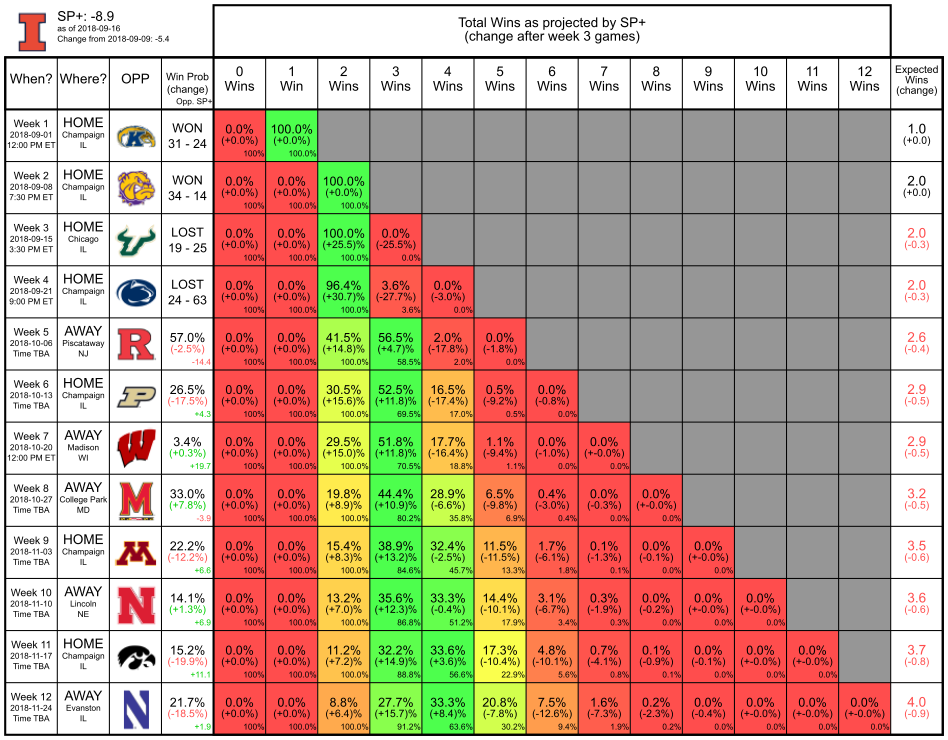 SP+: -8.9
as of 2018-09-16
Change from 2018-09-09: -5.4
Total Wins as projected by SP+
(change after week 3 games)
When? Where? OPP Win Prob (change) Opp. SP+
0 Wins 1 Win 2 Wins 3 Wins 4 Wins 5 Wins 6 Wins 7 Wins 8 Wins 9 Wins 10 Wins 11 Wins 12 Wins Expected Wins (change)
Week 1 HOME WON 0.0% 100.0% 1.0
2018-09-01 Champaign (+0.0%) (+0.0%) (+0.0)
12:00 PM ET IL 31 - 24 100% 100.0%
Week 2 HOME WON 0.0% 0.0% 100.0% 2.0
2018-09-08 Champaign (+0.0%) (+0.0%) (+0.0%) (+0.0)
7:30 PM ET IL 34 - 14 100% 100.0% 100.0%
Week 3 HOME LOST 0.0% 0.0% 100.0% 0.0% 2.0
2018-09-15 Chicago (+0.0%) (+0.0%) (+25.5%) (-25.5%) (-0.3)
3:30 PM ET IL 19 - 25 100% 100.0% 100.0% 0.0%
Week 4 HOME LOST 0.0% 0.0% 96.4% 3.6% 0.0% 2.0
2018-09-21 Champaign (+0.0%) (+0.0%) (+30.7%) (-27.7%) (-3.0%) (-0.3)
9:00 PM ET IL 24 - 63 100% 100.0% 100.0% 3.6% 0.0%
Week 5 AWAY R 57.0% 0.0% 0.0% 41.5% 56.5% 2.0% 0.0% 2.6
2018-10-06 Piscataway (-2.5%) (+0.0%) (+0.0%) (+14.8)% (+4.7)% (-17.8%) (-1.8%) (-0.4)
Time TBA NJ -14.4 100% 100.0% 100.0% 58.5% 2.0% 0.0%
Week 6 HOME P 26.5% 0.0% 0.0% 30.5% 52.5% 16.5% 0.5% 0.0% 2.9
2018-10-13 Champaign (-17.5%) (+0.0%) (+0.0%) (+15.6)% (+11.8)% (-17.4%) (-9.2%) (-0.8%) (-0.5)
Time TBA IL +4.3 100% 100.0% 100.0% 69.5% 17.0% 0.5% 0.0%
Week 7 AWAY W 3.4% 0.0% 0.0% 29.5% 51.8% 17.7% 1.1% 0.0% 0.0% 2.9
2018-10-20 Madison (+0.3%) (+0.0%) (+0.0%) (+15.0)% (+11.8)% (-16.4%) (-9.4%) (-1.0%) (+-0.0% (-0.5)
12:00 PM ET WI +19.7 100% 100.0% 100.0% 70.5% 18.8% 1.1% 0.0% 0.0%
Week 8 AWAY M 33.0% 0.0% 0.0% 19.8% 44.4% 28.9% 6.5% 0.4% 0.0% 0.0% 3.2
2018-10-27 College Park (+7.8%) (+0.0%) (+0.0%) (+8.9)% (+10.9)% (-6.6%) (-9.8%) (-3.0%) (-0.3%) (+-0.0% (-0.5)
Time TBA MD -3.9 100% 100.0% 100.0% 80.2% 35.8% 6.9% 0.4% 0.0% 0.0%
Week 9 HOME M 22.2% 0.0% 0.0% 15.4% 38.9% 32.4% 11.5% 1.7% 0.1% 0.0% 0.0% 3.5
2018-11-03 Champaign (-12.2%) (+0.0%) (+0.0%) (+8.3)% (+13.2)% (-2.5%) (-11.5%) (-6.1%) (-1.3%) (-0.1%) (+-0.0% (-0.6)
Time TBA IL +6.6 100% 100.0% 100.0% 84.6% 45.7% 13.3% 1.8% 0.1% 0.0% 0.0%
Week 10 AWAY N 14.1% 0.0% 0.0% 13.2% 35.6% 33.3% 14.4% 3.1% 0.3% 0.0% 0.0% 0.0% 3.6
2018-11-10 Lincoln (+1.3%) (+0.0%) (+0.0%) (+7.0)% (+12.3)% (-0.4%) (-10.1%) (-6.7%) (-1.9%) (-0.2%) (+-0.0% (+-0.0% (-0.6)
Time TBA NE +6.9 100% 100.0% 100.0% 86.8% 51.2% 17.9% 3.4% 0.3% 0.0% 0.0% 0.0%
Week 11 HOME 15.2% 0.0% 0.0% 11.2% 32.2% 33.6% 17.3% 4.8% 0.7% 0.1% 0.0% 0.0% 0.0% 3.7
2018-11-17 Champaign (-19.9%) (+0.0%) (+0.0%) (+7.2)% (+14.9)% (+3.6)% (-10.4%) (-10.1%) (-4.1%) (-0.9%) (-0.1%) (+-0.0% (+-0.0% (-0.8)
Time TBA IL +11.1 100% 100.0% 100.0% 88.8% 56.6% 22.9% 5.6% 0.8% 0.1% 0.0% 0.0% 0.0%
Week 12 AWAY N 21.7% 0.0% 0.0% 8.8% 27.7% 33.3% 20.8% 7.5% 1.6% 0.2% 0.0% 0.0% 0.0% 0.0% 4.0
2018-11-24 Evanston (-18.5%) (+0.0%) (+0.0%) (+6.4)% (+15.7)% (+8.4)% (-7.8%) (-12.6%) (-7.3%) (-2.3%) (-0.4%) (+-0.0% (+-0.0% (+-0.0% (-0.9)
Time TBA IL +1.9 100% 100.0% 100.0% 91.2% 63.6% 30.2% 9.4% 1.9% 0.2% 0.0% 0.0% 0.0% 0.0%